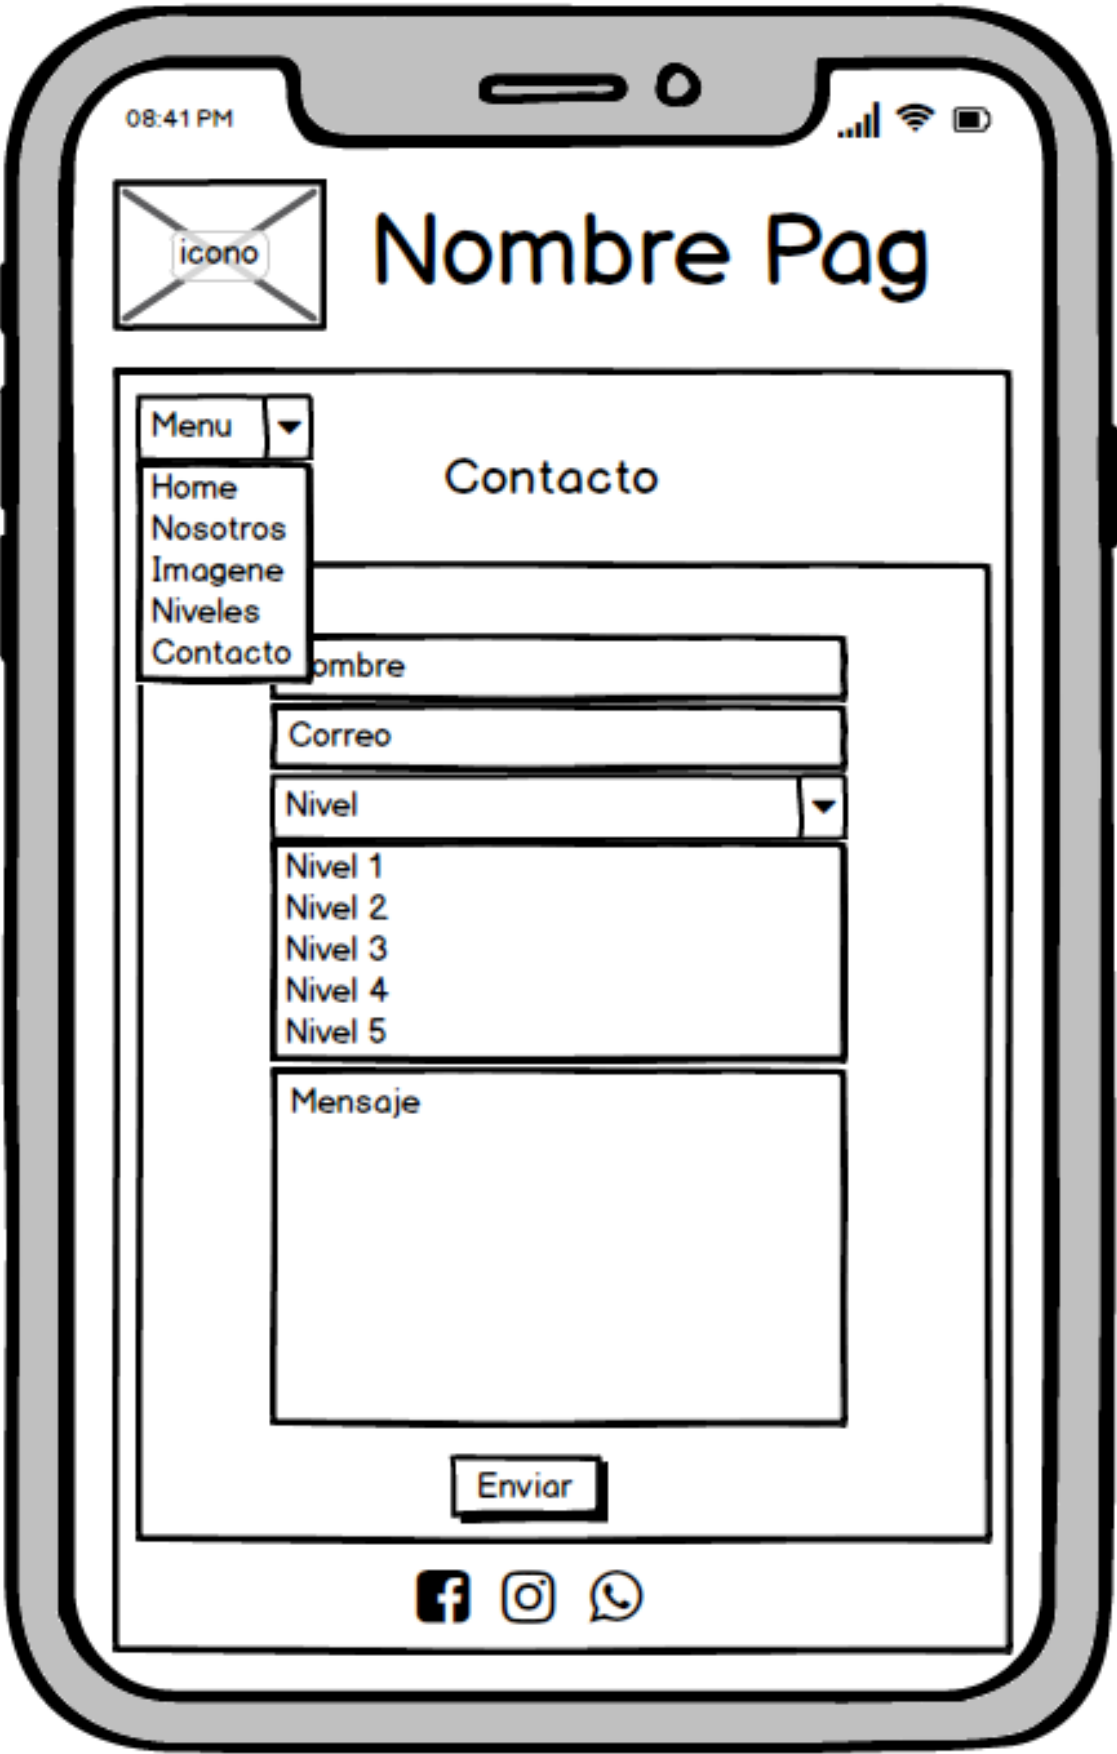 08:41 PM
icono
Nombre Pag
Menu
Contacto
Home
Nosotros
Imagene
Niveles
Contacto
ombre
Correo
Nivel
Nivel 1
Nivel 2
Nivel 3
Nivel 4
Nivel 5
Mensaje
Enviar